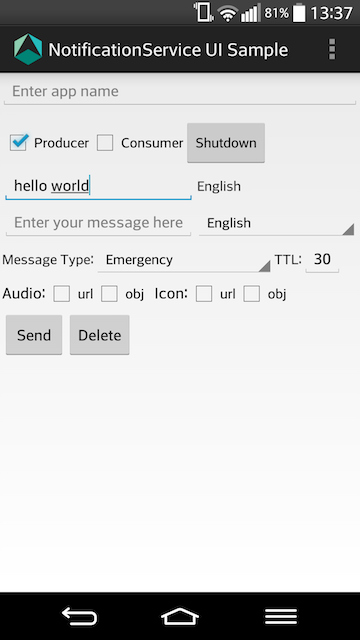 81% 13:37
NotificationService UI Sample
Enter app name
Producer Consumer Shutdown
hello world English
Enter your message here English
Message Type: Emergency TTL: 30
Audio: url obj Icon: url obj
Send Delete